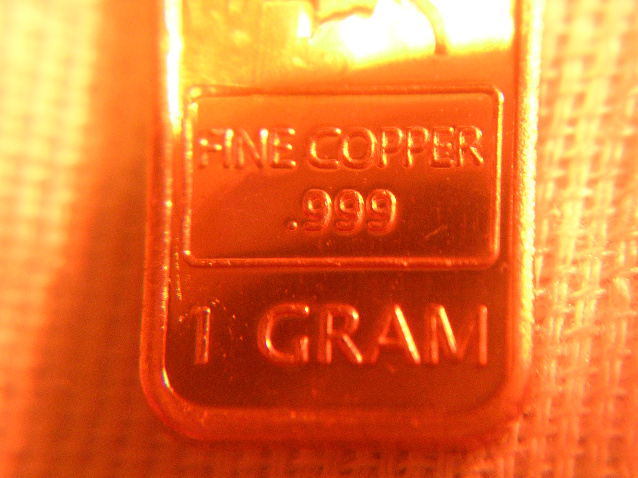 FINE COPPER
.999
1 GRAM